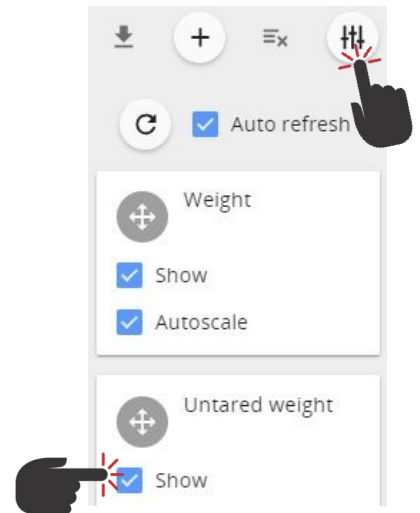 Auto refresh
Weight
Show
Autoscale
Untared weight
Show